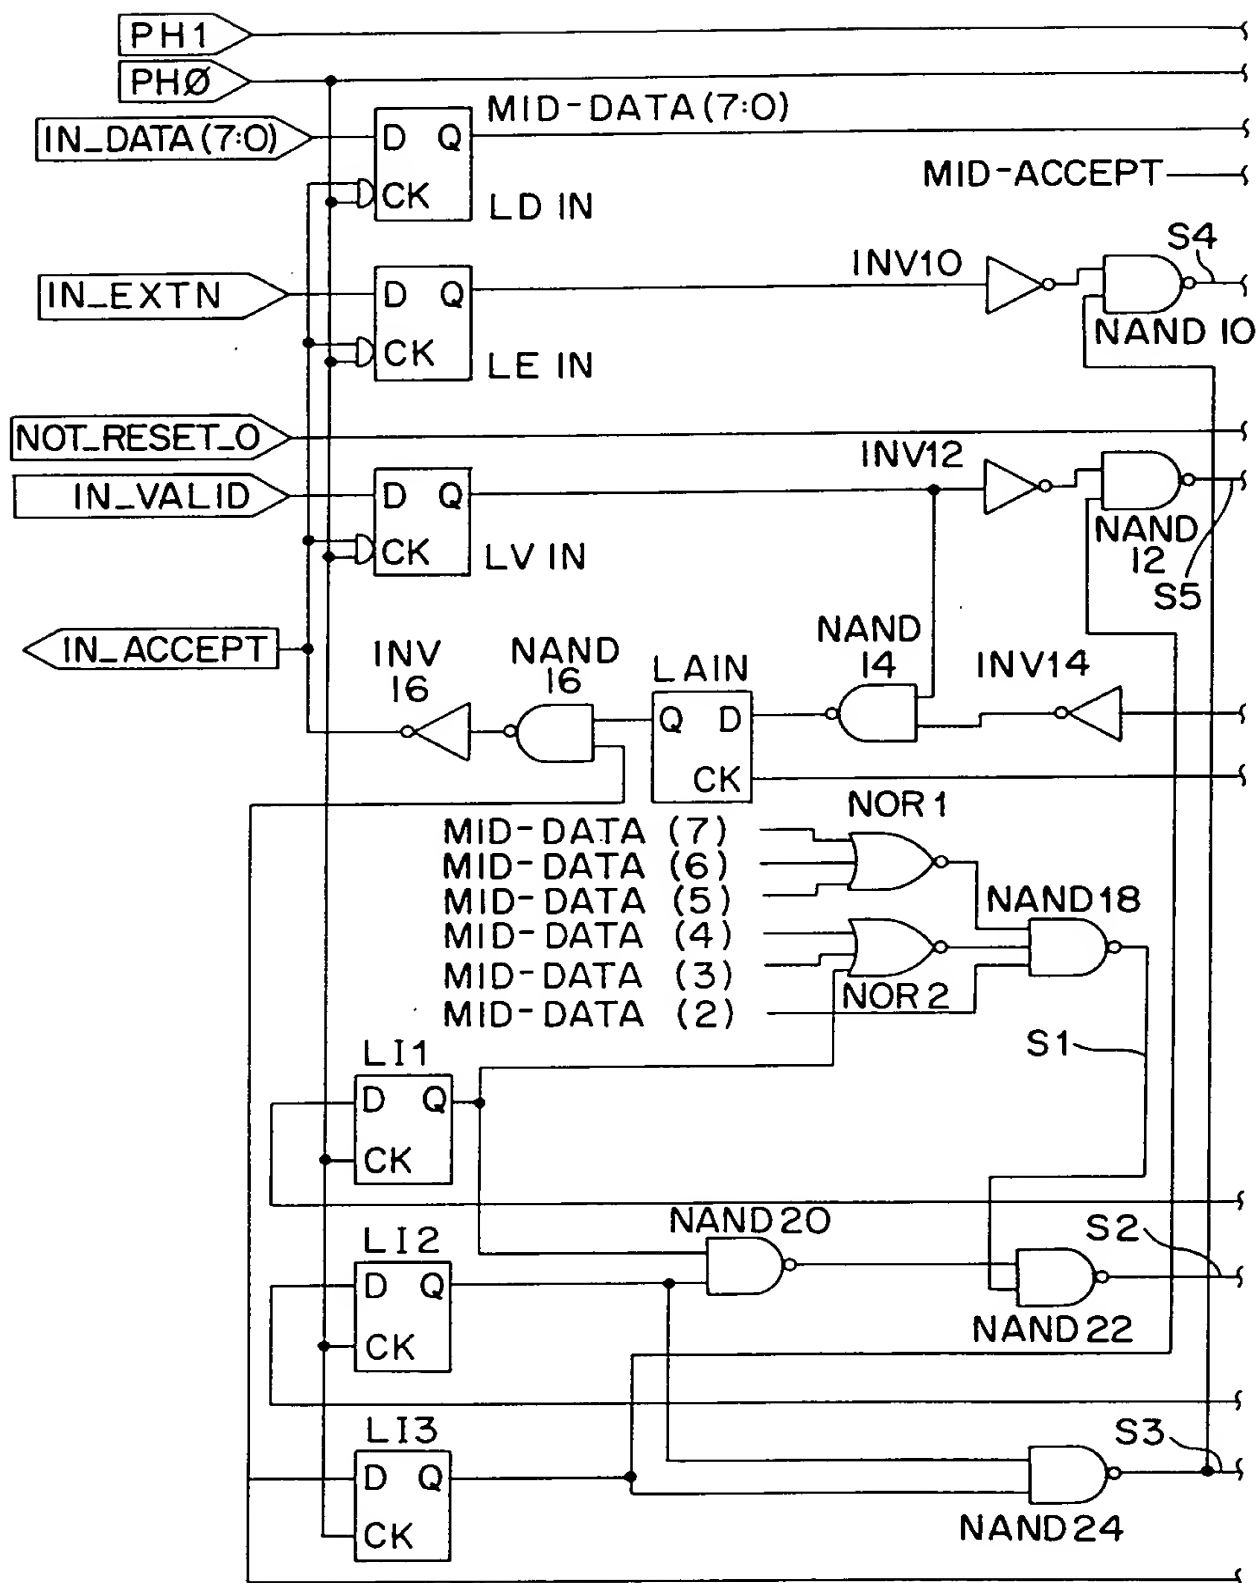 PH1
PHØ
MID-DATA (7:0)
IN_DATA (7:0)
D Q
CK
LD IN
MID-ACCEPT
S4
INV10
IN_EXTN
D Q
CK
LE IN
NAND 10
NOT_RESET_0
INV12
IN_VALID
D Q
CK
LV IN
NAND
12
S5
IN_ACCEPT
INV
16
NAND
16
LAIN
NAND
14
INV14
Q D
CK
NOR 1
MID-DATA (7)
MID-DATA (6)
MID-DATA (5)
MID-DATA (4)
MID-DATA (3)
MID-DATA (2)
NAND18
NOR 2
S1
LI1
D Q
CK
NAND20
LI2
D Q
CK
S2
NAND22
LI3
D Q
CK
S3
NAND24